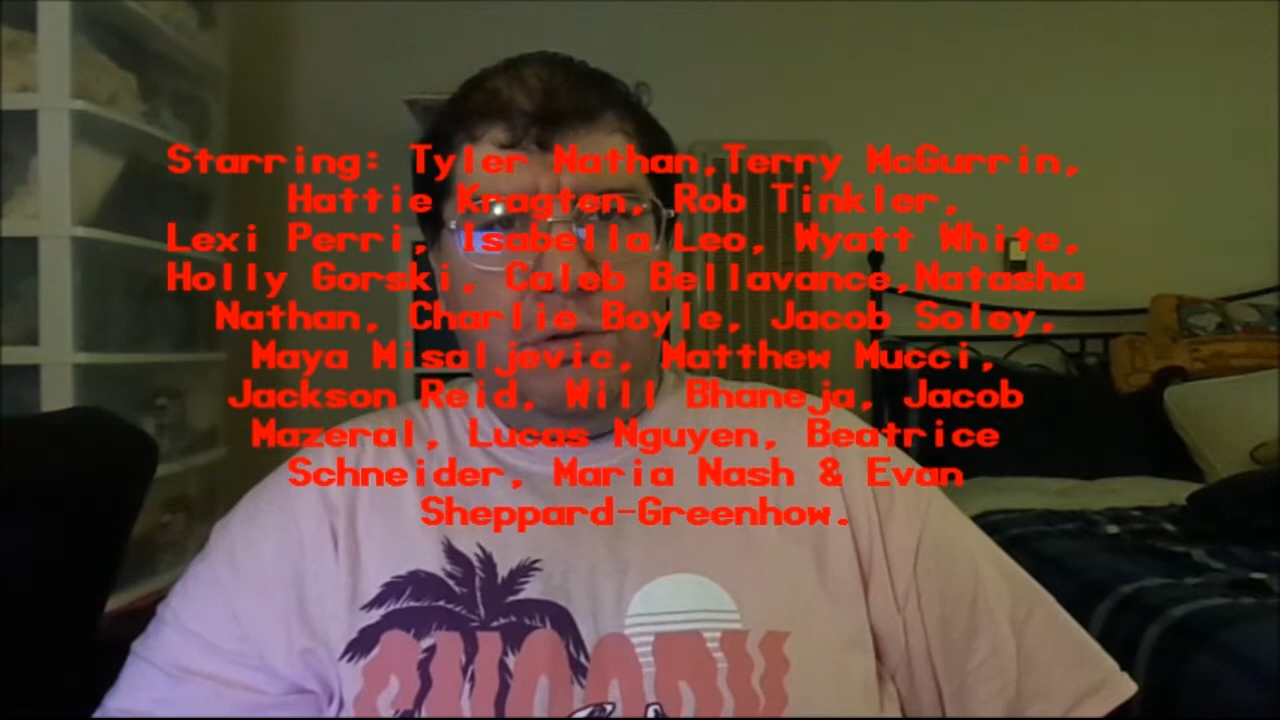 Starring: Tyler Nathan,Terry McGurrin,
Hattie Kragten, Rob Tinkler,
Lexi Perri, Isabella Leo, Wyatt White,
Holly Gorski, Caleb Bellavance,Natasha
Nathan, Charlie Boyle, Jacob Soley,
Maya Misaljevic, Matthew Mucci,
Jackson Reid, Will Bhaneja, Jacob
Mazeral, Lucas Nguyen, Beatrice
Schneider, Maria Nash & Evan
Sheppard-Greenhow.
SNOOPY